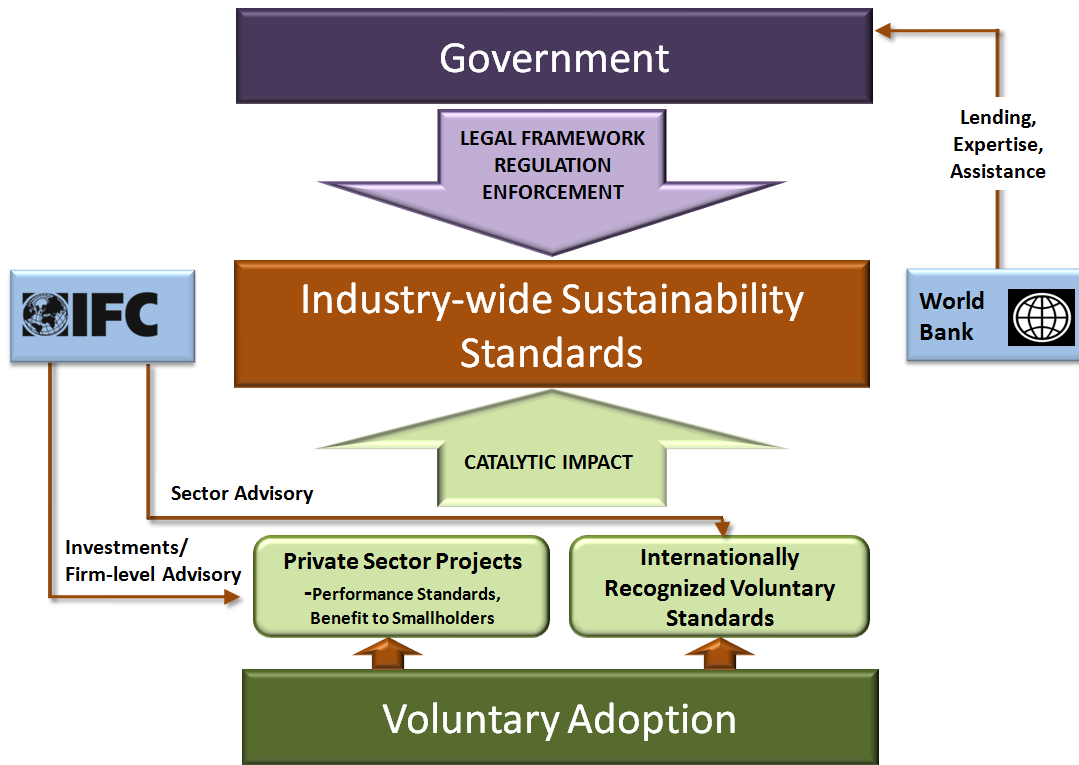 Government
LEGAL FRAMEWORK
REGULATION
ENFORCEMENT
Lending,
Expertise,
Assistance
IFC
Industry-wide Sustainability
Standards
World
Bank
CATALYTIC IMPACT
Sector Advisory
Investments/
Firm-level Advisory
Private Sector Projects
-Performance Standards,
Benefit to Smallholders
Internationally
Recognized Voluntary
Standards
Voluntary Adoption